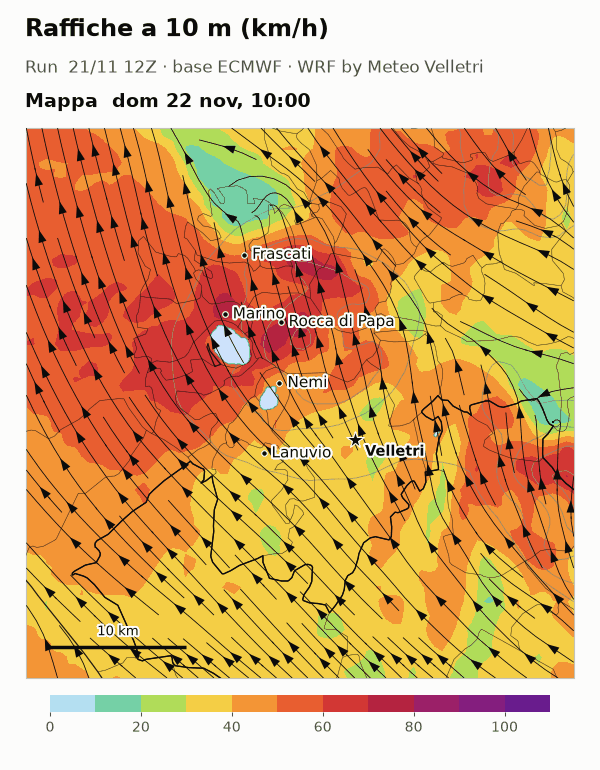 Raffiche a 10 m (km/h)
Run  21/11 12Z · base ECMWF · WRF by Meteo Velletri
Mappa  dom 22 nov, 10:00
Frascati
Marino
Rocca di Papa
Nemi
Velletri
Lanuvio
10 km
0 20 40 60 80 100